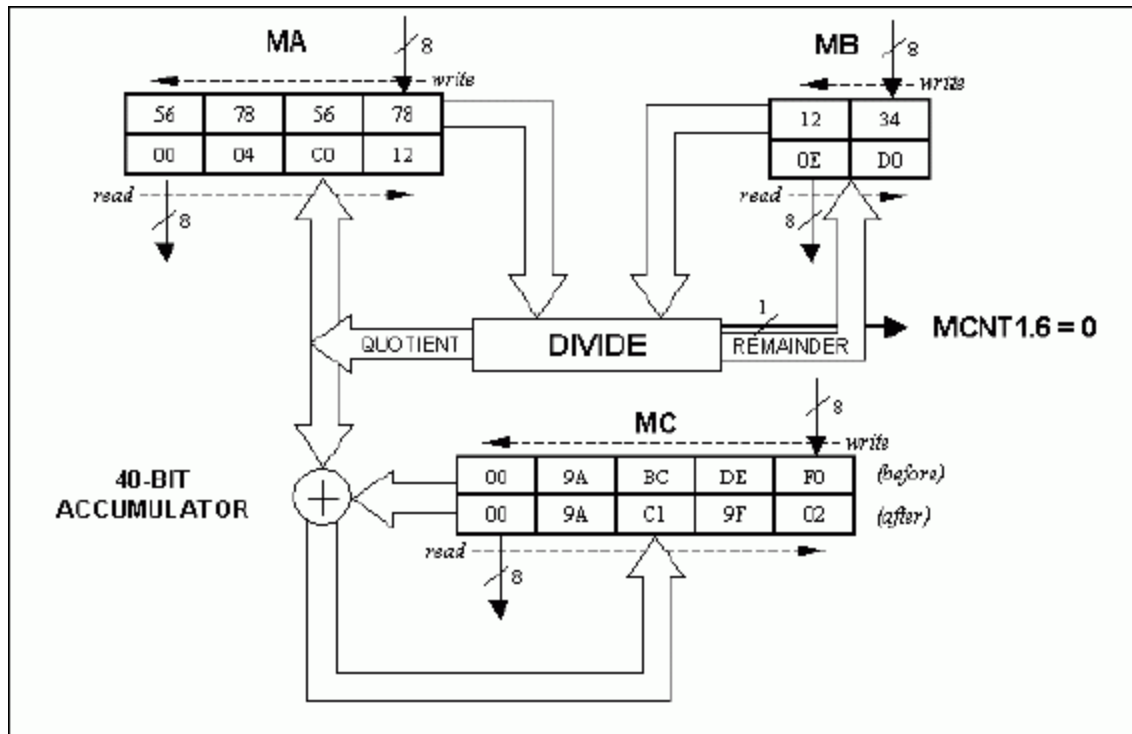 MA
8
write
56 78 56 78
00 04 C0 12
read
8
MB
8
write
12 34
0E D0
read
8
QUOTIENT
DIVIDE
1
REMAINDER
MCNT1.6 = 0
40-BIT
ACCUMULATOR
+
MC
8
write
00 9A BC DE F0 (before)
00 9A C1 9F 02 (after)
read
8